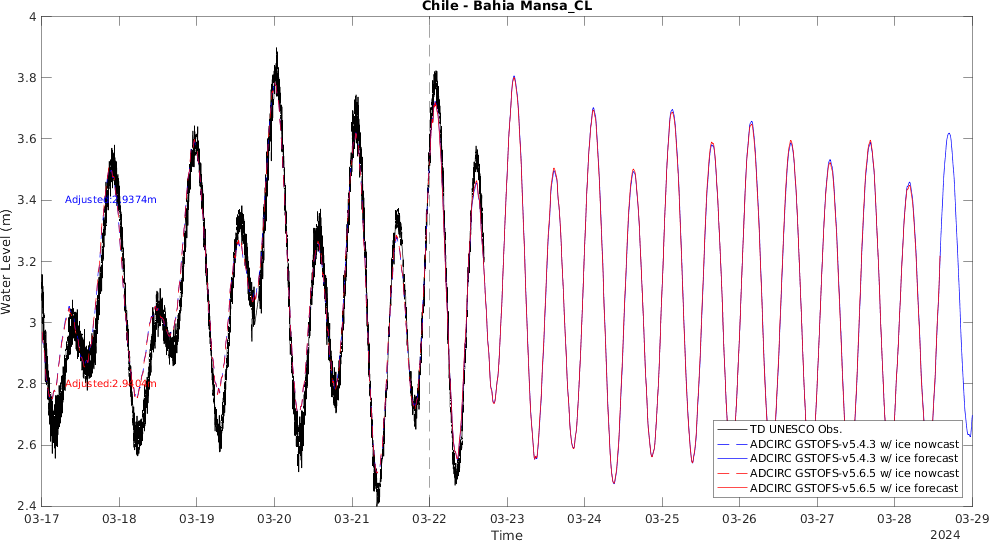 Chile - Bahia Mansa_CL
4
3.8
3.6
3.4
3.2
3
2.8
2.6
2.4
Water Level (m)
Adjusted:2.9374m
Adjusted:2.9404m
TD UNESCO Obs.
ADCIRC GSTOFS-v5.4.3 w/ ice nowcast
ADCIRC GSTOFS-v5.4.3 w/ ice forecast
ADCIRC GSTOFS-v5.6.5 w/ ice nowcast
ADCIRC GSTOFS-v5.6.5 w/ ice forecast
03-17 03-18 03-19 03-20 03-21 03-22 03-23 03-24 03-25 03-26 03-27 03-28 03-29
Time
2024